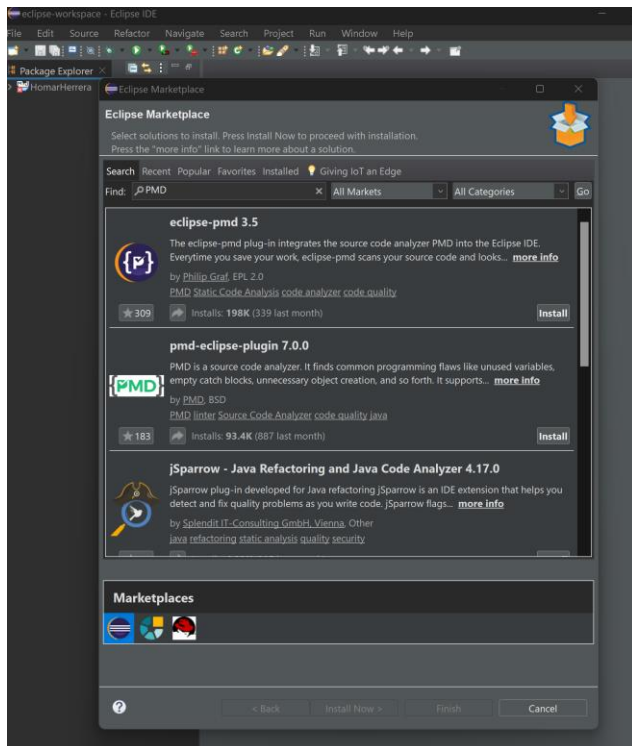 eclipse-workspace - Eclipse IDE
File Edit Source Refactor Navigate Search Project Run Window Help
Package Explorer
HomarHerrera
Eclipse Marketplace
Eclipse Marketplace
Select solutions to install. Press Install Now to proceed with installation.
Press the "more info" link to learn more about a solution.
Search Recent Popular Favorites Installed Giving IoT an Edge
Find: PMD All Markets All Categories Go
eclipse-pmd 3.5
The eclipse-pmd plug-in integrates the source code analyzer PMD into the Eclipse IDE.
Everytime you save your work, eclipse-pmd scans your source code and looks... more info
by Philip Graf, EPL 2.0
PMD Static Code Analysis code analyzer code quality
309 Installs: 198K (339 last month) Install
pmd-eclipse-plugin 7.0.0
PMD is a source code analyzer. It finds common programming flaws like unused variables,
empty catch blocks, unnecessary object creation, and so forth. It supports... more info
by PMD, BSD
PMD linter Source Code Analyzer code quality java
183 Installs: 93.4K (887 last month) Install
jSparrow - Java Refactoring and Java Code Analyzer 4.17.0
jSparrow plug-in developed for Java refactoring jSparrow is an IDE extension that helps you
detect and fix quality problems as you write code. jSparrow flags... more info
by Splendit IT-Consulting GmbH, Vienna, Other
java refactoring static analysis quality security
Marketplaces
< Back Install Now > Finish Cancel